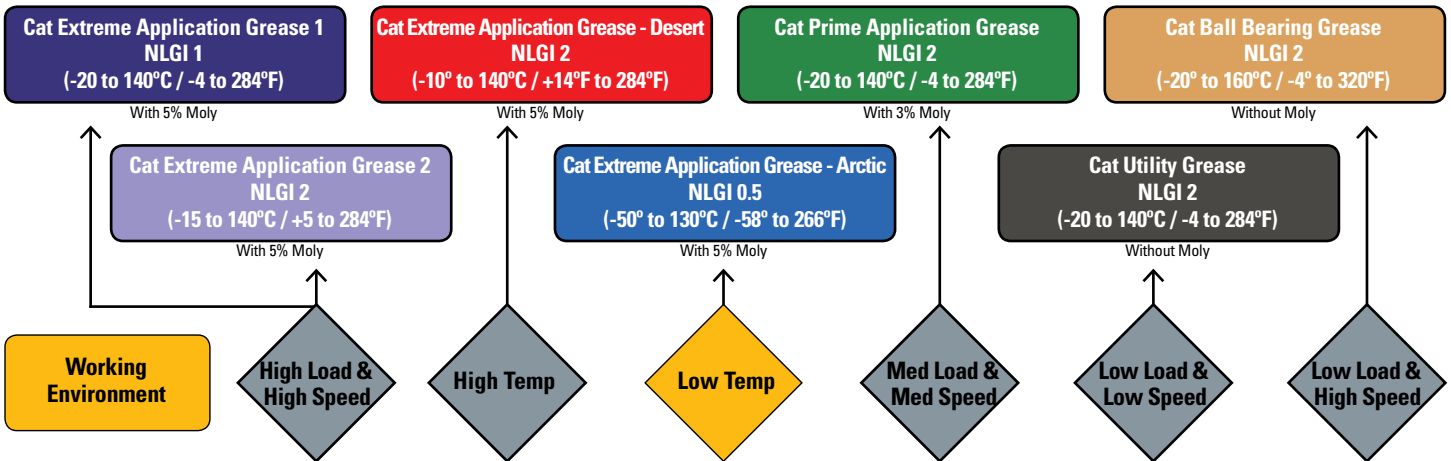 Cat Extreme Application Grease 1
NLGI 1
(-20 to 140ºC / -4 to 284ºF)
With 5% Moly
Cat Extreme Application Grease - Desert
NLGI 2
(-10º to 140ºC / +14ºF to 284ºF)
With 5% Moly
Cat Prime Application Grease
NLGI 2
(-20 to 140ºC / -4 to 284ºF)
With 3% Moly
Cat Ball Bearing Grease
NLGI 2
(-20º to 160ºC / -4º to 320ºF)
Without Moly
Cat Extreme Application Grease 2
NLGI 2
(-15 to 140ºC / +5 to 284ºF)
With 5% Moly
Cat Extreme Application Grease - Arctic
NLGI 0.5
(-50º to 130ºC / -58º to 266ºF)
With 5% Moly
Cat Utility Grease
NLGI 2
(-20 to 140ºC / -4 to 284ºF)
Without Moly
Working
Environment
High Load &
High Speed
High Temp
Low Temp
Med Load &
Med Speed
Low Load &
Low Speed
Low Load &
High Speed